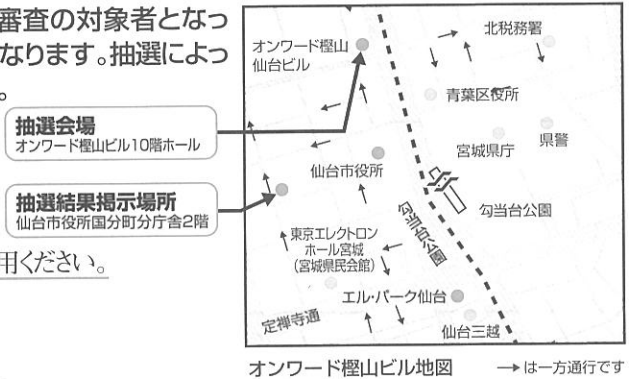 審査の対象者となっ
なります。抽選によっ
。
抽選会場
オンワード樫山ビル10階ホール
抽選結果掲示場所
仙台市役所国分町分庁舎2階
用ください。
オンワード樫山
仙台ビル
北税務署
青葉区役所
宮城県庁
県警
仙台市役所
勾当台公園
勾当台公園
東京エレクトロン
ホール宮城
(宮城県民会館)
エル・パーク仙台
定禅寺通
仙台三越
オンワード樫山ビル地図
→は一方通行です